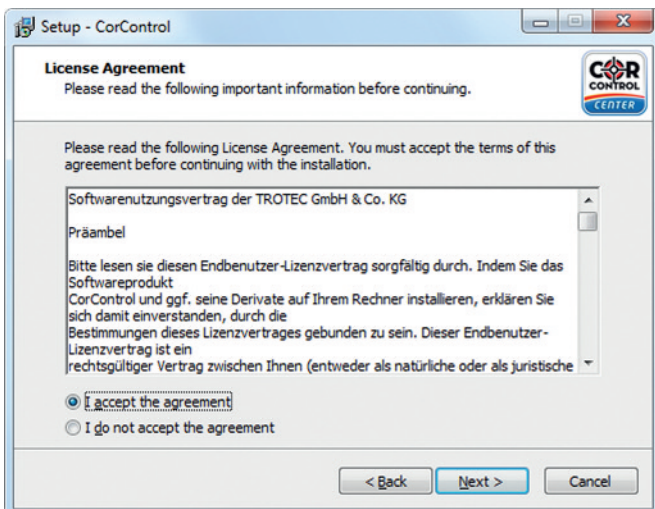 Setup - CorControl
License Agreement
Please read the following important information before continuing.
COR
CONTROL
CENTER
Please read the following License Agreement. You must accept the terms of this
agreement before continuing with the installation.
Softwarenutzungsvertrag der TROTEC GmbH & Co. KG
Präambel
Bitte lesen sie diesen Endbenutzer-Lizenzvertrag sorgfältig durch. Indem Sie das
Softwareprodukt
CorControl und ggf. seine Derivate auf Ihrem Rechner installieren, erklären Sie
sich damit einverstanden, durch die
Bestimmungen dieses Lizenzvertrages gebunden zu sein. Dieser Endbenutzer-
Lizenzvertrag ist ein
rechtsgültiger Vertrag zwischen Ihnen (entweder als natürliche oder als juristische
I accept the agreement
I do not accept the agreement
< Back
Next >
Cancel